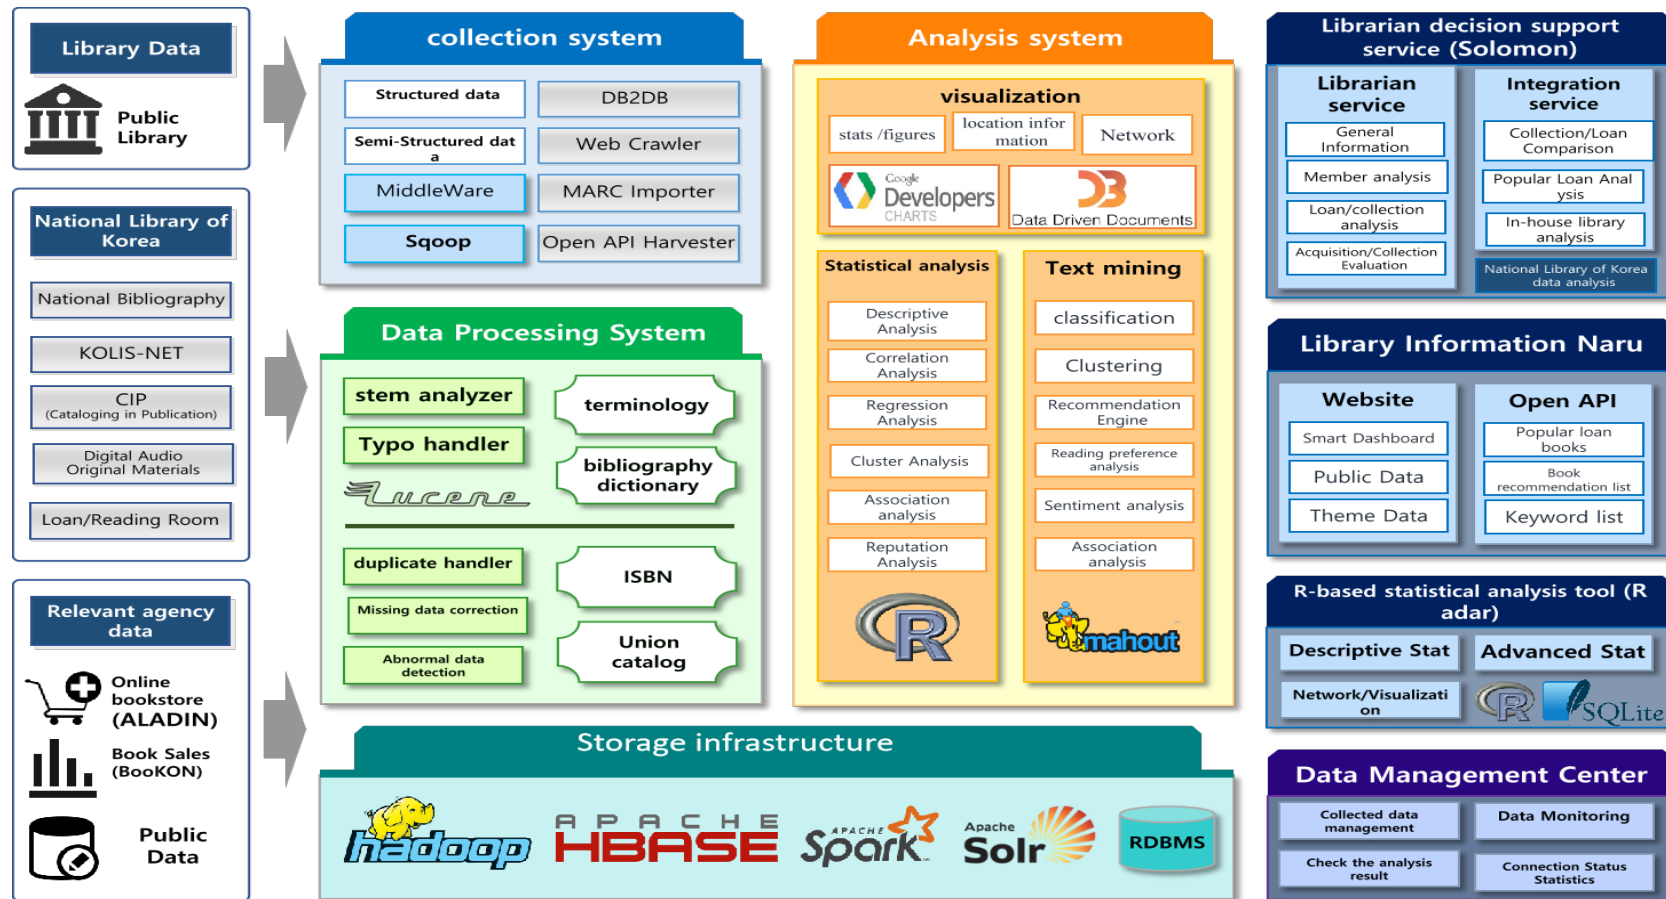 Library Data
Public
Library
National Library of
Korea
National Bibliography
KOLIS-NET
CIP
(Cataloging in Publication)
Digital Audio
Original Materials
Loan/Reading Room
Relevant agency
data
Online
bookstore
(ALADIN)
Book Sales
(BooKON)
Public
Data
collection system
Structured data
DB2DB
Semi-Structured dat
a
Web Crawler
MiddleWare
MARC Importer
Sqoop
Open API Harvester
Data Processing System
stem analyzer
terminology
Typo handler
bibliography
dictionary
Lucene
duplicate handler
ISBN
Missing data correction
Union
catalog
Abnormal data
detection
Analysis system
visualization
stats /figures
location infor
mation
Network
Google
Developers
CHARTS
D3
Data Driven Documents
Statistical analysis
Descriptive
Analysis
Correlation
Analysis
Regression
Analysis
Cluster Analysis
Association
analysis
Reputation
Analysis
R
Text mining
classification
Clustering
Recommendation
Engine
Reading preference
analysis
Sentiment analysis
Association
analysis
mahout
Storage infrastructure
hadoop
APACHE
HBASE
APACHE
Spark
Apache
Solr
RDBMS
Librarian decision support
service (Solomon)
Librarian
service
General
Information
Member analysis
Loan/collection
analysis
Acquisition/Collection
Evaluation
Integration
service
Collection/Loan
Comparison
Popular Loan Anal
ysis
In-house library
analysis
National Library of Korea
data analysis
Library Information Naru
Website
Smart Dashboard
Public Data
Theme Data
Open API
Popular loan
books
Book
recommendation list
Keyword list
R-based statistical analysis tool (R
adar)
Descriptive Stat
Advanced Stat
Network/Visualizati
on
R
SQLite
Data Management Center
Collected data
management
Data Monitoring
Check the analysis
result
Connection Status
Statistics